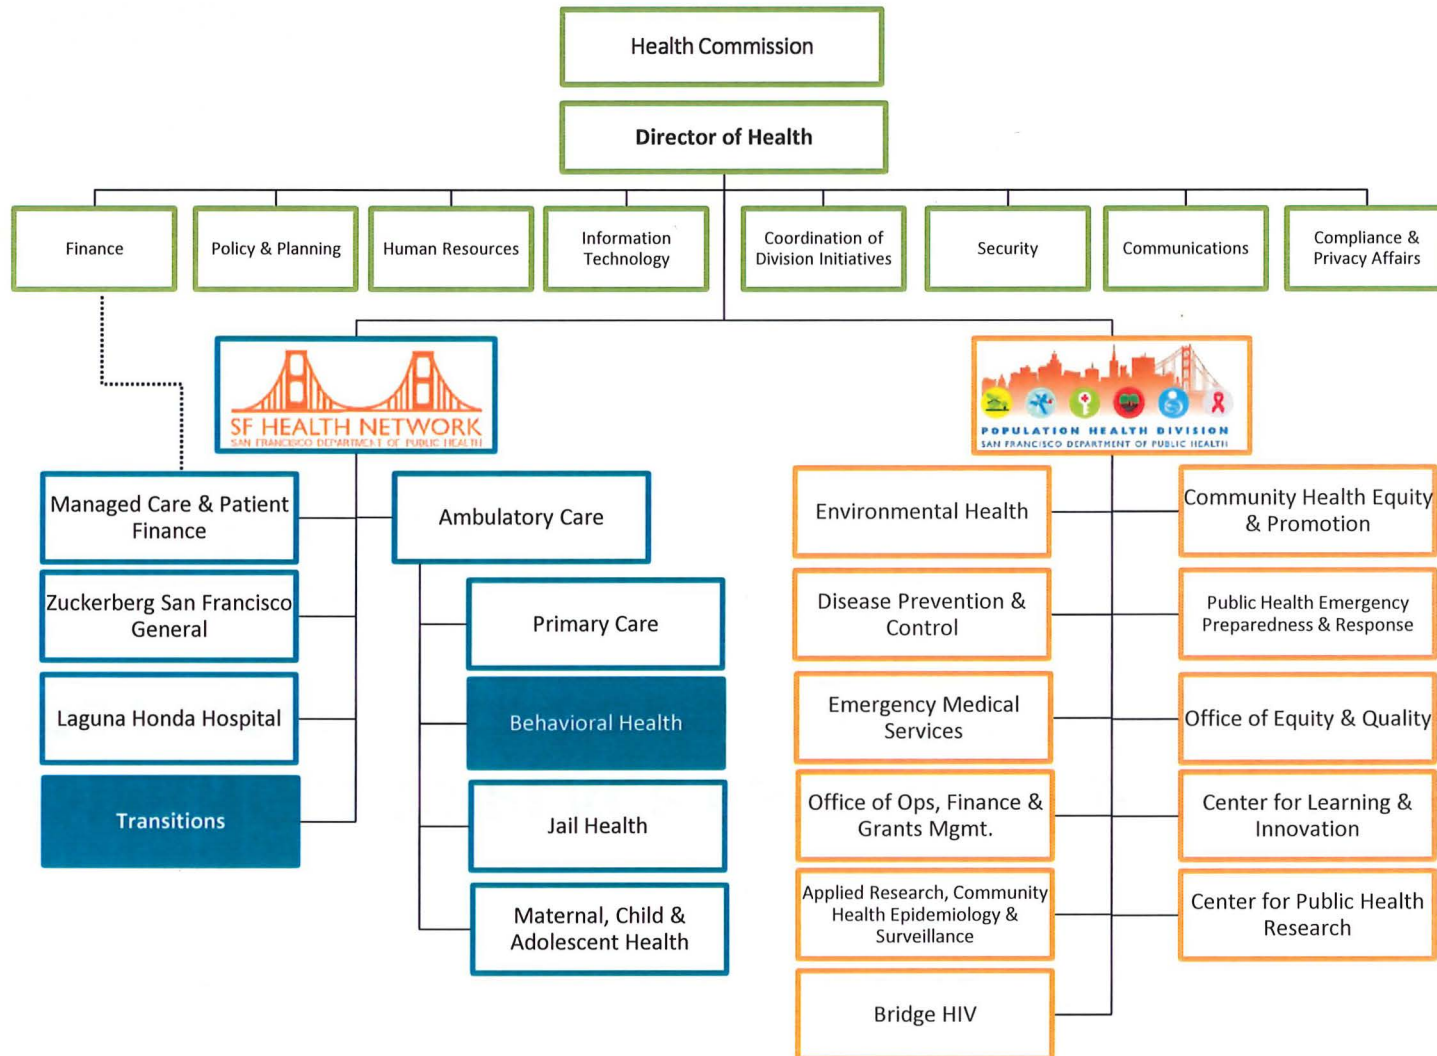 Health Commission
Director of Health
Finance
Policy & Planning
Human Resources
Information
Technology
Coordination of
Division Initiatives
Security
Communications
Compliance &
Privacy Affairs
SF HEALTH NETWORK
SAN FRANCISCO DEPARTMENT OF PUBLIC HEALTH
POPULATION HEALTH DIVISION
SAN FRANCISCO DEPARTMENT OF PUBLIC HEALTH
Managed Care & Patient
Finance
Ambulatory Care
Zuckerberg San Francisco
General
Primary Care
Laguna Honda Hospital
Behavioral Health
Transitions
Jail Health
Maternal, Child &
Adolescent Health
Environmental Health
Community Health Equity
& Promotion
Disease Prevention &
Control
Public Health Emergency
Preparedness & Response
Emergency Medical
Services
Office of Equity & Quality
Office of Ops, Finance &
Grants Mgmt.
Center for Learning &
Innovation
Applied Research, Community
Health Epidemiology &
Surveillance
Center for Public Health
Research
Bridge HIV